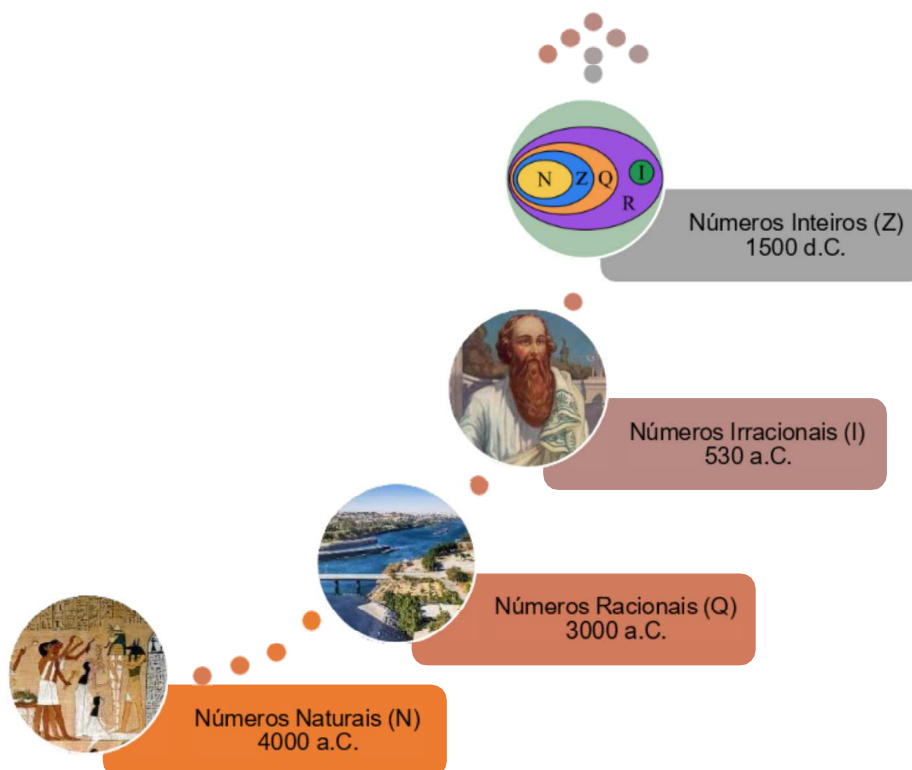 N Z Q I
R
Números Inteiros (Z)
1500 d.C.
Números Irracionais (I)
530 a.C.
Números Racionais (Q)
3000 a.C.
Números Naturais (N)
4000 a.C.